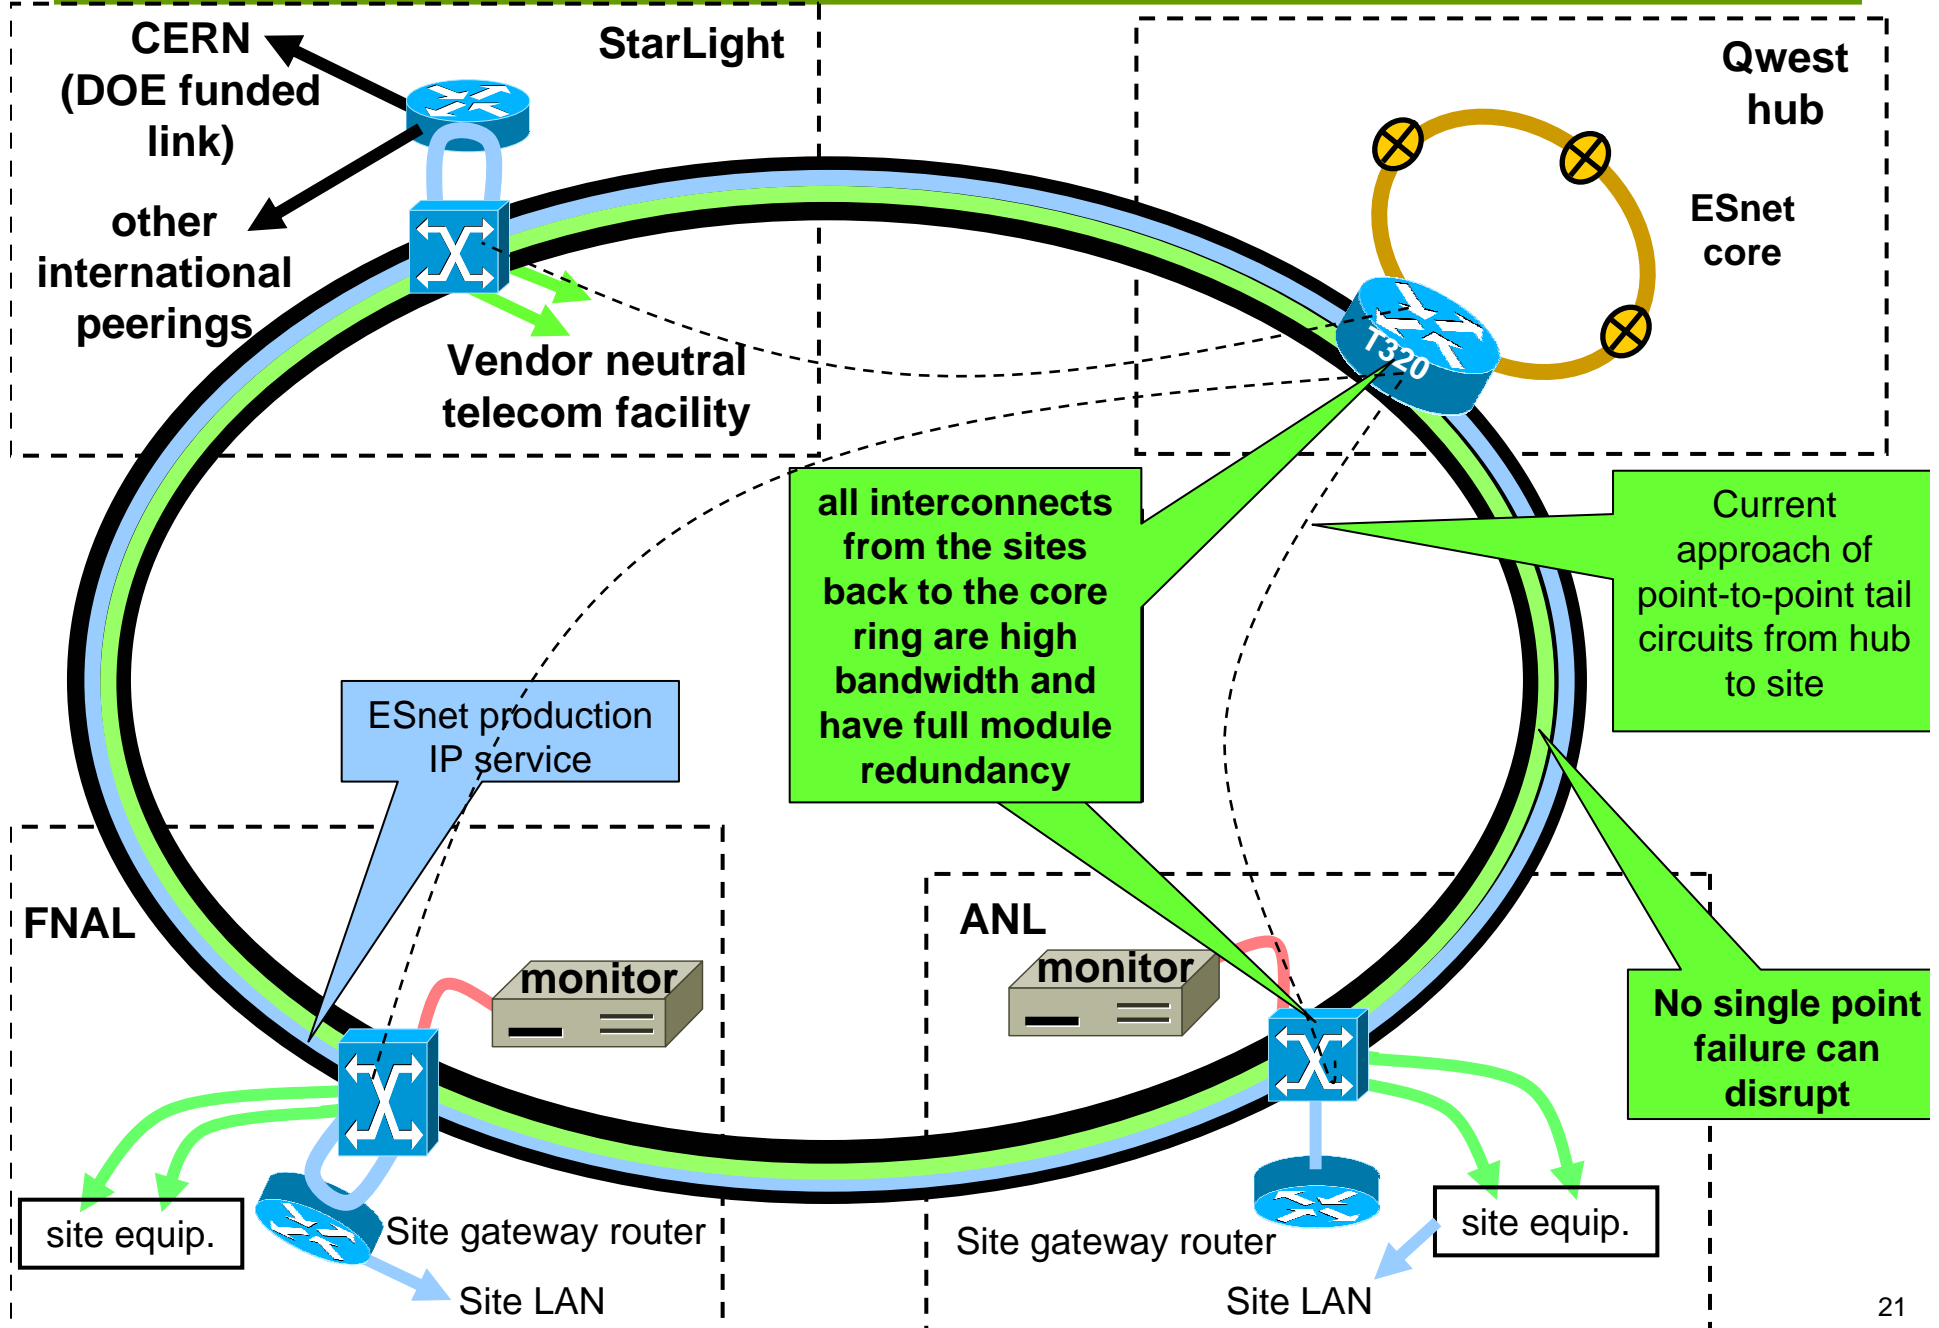 CERN
(DOE funded
link)
StarLight
Qwest
hub
other
international
peerings
ESnet
core
T320
Vendor neutral
telecom facility
all interconnects
from the sites
back to the core
ring are high
bandwidth and
have full module
redundancy
Current
approach of
point-to-point tail
circuits from hub
to site
ESnet production
IP service
FNAL
monitor
ANL
monitor
No single point
failure can
disrupt
site equip.
Site gateway router
Site LAN
Site gateway router
site equip.
Site LAN
21